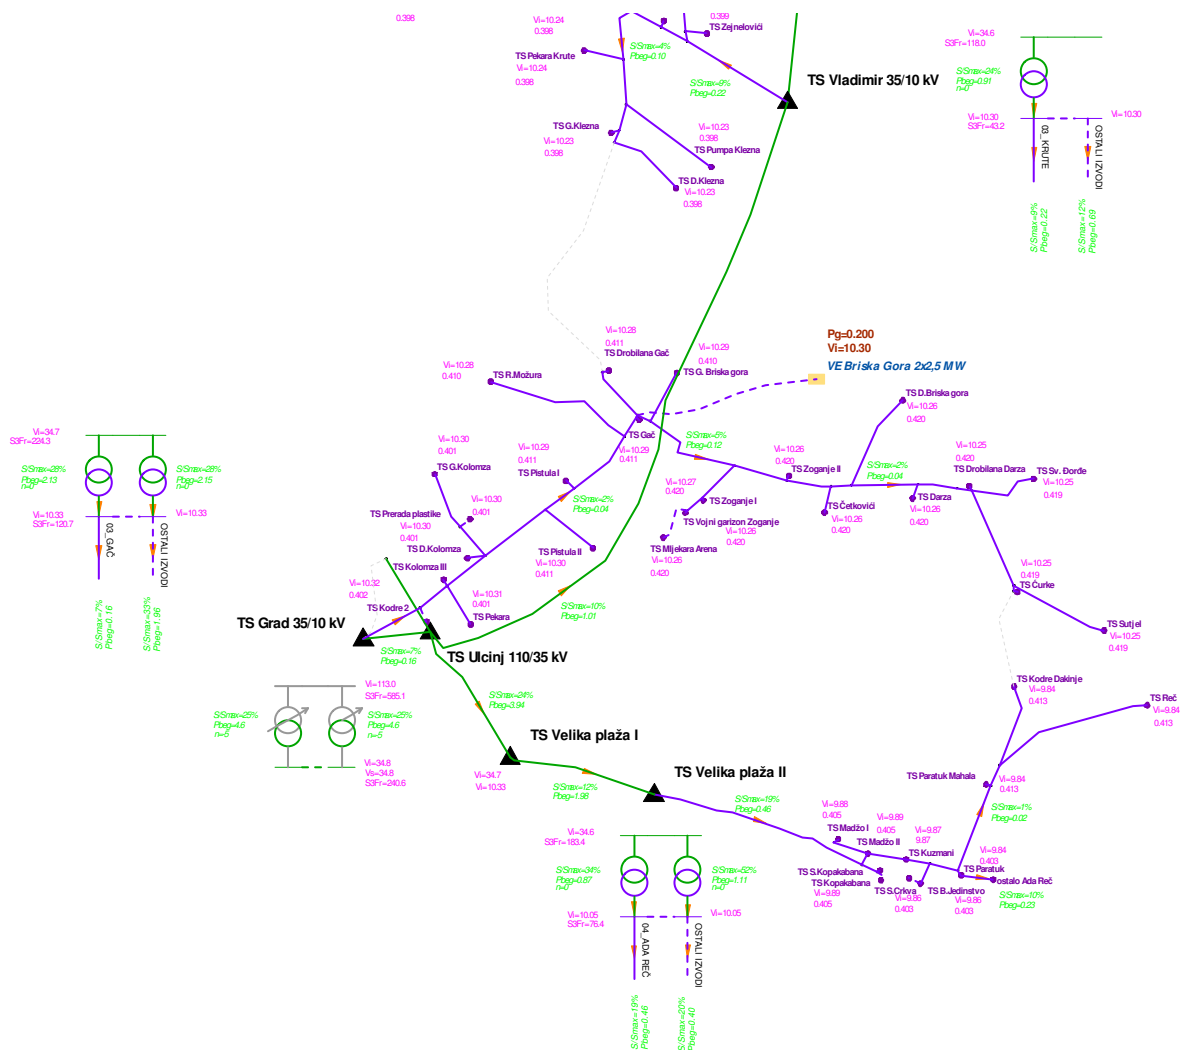 0.398
Vi=10.24
0.398
0.399
TS Zejnelovići
S/Smax=4%
Pbeg=0.10
TS Pekara Krute
Vi=10.24
0.398
S/Smax=9%
Pbeg=0.22
TS Vladimir 35/10 kV
Vi=34.6
S3Fr=118.0
S/Smax=24%
Pbeg=0.91
n=0
Vi=10.30
S3Fr=43.2
Vi=10.30
03_KRUTE
OSTALI IZVODI
S/Smax=9%
Pbeg=0.22
S/Smax=12%
Pbeg=0.69
TS G.Klezna
Vi=10.23
0.398
Vi=10.23
0.398
TS Pumpa Klezna
TS D.Klezna
Vi=10.23
0.398
Vi=10.28
0.411
TS Drobilana Gač
Vi=10.29
0.410
TS G. Briska gora
Pg=0.200
Vi=10.30
VE Briska Gora 2x2,5 MW
Vi=10.28
0.410
TS R.Možura
TS D.Briska gora
Vi=10.26
0.420
TS Gač
Vi=10.29
0.411
S/Smax=5%
Pbeg=0.12
Vi=34.7
S3Fr=224.3
S/Smax=28%
Pbeg=2.13
n=0
S/Smax=28%
Pbeg=2.15
n=0
Vi=10.33
S3Fr=120.7
Vi=10.33
03_GAČ
OSTALI IZVODI
S/Smax=7%
Pbeg=0.16
S/Smax=33%
Pbeg=1.96
Vi=10.30
0.401
TS G.Kolomza
Vi=10.29
0.411
TS Pistula I
S/Smax=2%
Pbeg=0.04
Vi=10.26
0.420
TS Zoganje II
S/Smax=2%
Pbeg=0.04
Vi=10.25
0.420
TS Drobilana Darza
TS Sv. Đorđe
Vi=10.25
0.419
Vi=10.27
0.420
TS Zoganje I
TS Darza
Vi=10.26
0.420
TS Četkovići
Vi=10.26
0.420
Vi=10.30
0.401
TS Prerada plastike
Vi=10.30
0.401
TS Vojni garizon Zoganje
Vi=10.26
0.420
TS Mljekara Arena
Vi=10.26
0.420
TS D.Kolomza
TS Pistula II
Vi=10.30
0.411
TS Kolomza III
Vi=10.32
0.402
TS Kodre 2
Vi=10.31
0.401
TS Pekara
S/Smax=10%
Pbeg=1.01
Vi=10.25
0.419
TS Čurke
TS Sutjel
Vi=10.25
0.419
TS Grad 35/10 kV
TS Ulcinj 110/35 kV
S/Smax=7%
Pbeg=0.16
Vi=113.0
S3Fr=585.1
S/Smax=25%
Pbeg=4.6
n=5
S/Smax=25%
Pbeg=4.6
n=5
Vi=34.8
Vs=34.8
S3Fr=240.6
S/Smax=24%
Pbeg=3.94
TS Velika plaža I
Vi=34.7
Vi=10.33
S/Smax=12%
Pbeg=1.96
TS Velika plaža II
S/Smax=19%
Pbeg=0.46
TS Kodre Dakinje
Vi=9.84
0.413
TS Reč
Vi=9.84
0.413
TS Paratuk Mahala
Vi=9.84
0.413
S/Smax=1%
Pbeg=0.02
Vi=9.88
0.405
TS Madžo I
Vi=9.89
0.405
TS Madžo II
Vi=9.87
9.87
TS Kuzmani
Vi=9.84
0.403
TS Paratuk
ostalo Ada Reč
S/Smax=10%
Pbeg=0.23
TS S.Kopakabana
TS Kopakabana
Vi=9.89
0.405
TS S.Crkva
Vi=9.86
0.403
TS B.Jedinstvo
Vi=9.86
0.403
Vi=34.6
S3Fr=183.4
S/Smax=34%
Pbeg=0.87
n=0
S/Smax=52%
Pbeg=1.11
n=0
Vi=10.05
S3Fr=76.4
Vi=10.05
04_ADA REČ
OSTALI IZVODI
S/Smax=19%
Pbeg=0.46
S/Smax=20%
Pbeg=0.40